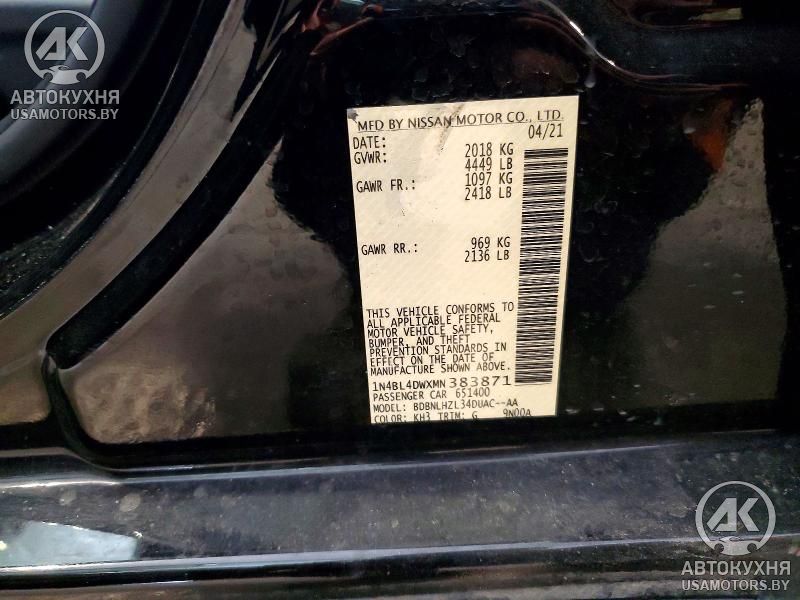 АК
АВТОКУХНЯ
USAMOTORS.BY
MFD BY NISSAN MOTOR CO., LTD.
DATE: 04/21
GVWR: 2018 KG
4449 LB
GAWR FR.: 1097 KG
2418 LB
GAWR RR.: 969 KG
2136 LB
THIS VEHICLE CONFORMS TO
ALL APPLICABLE FEDERAL
MOTOR VEHICLE SAFETY,
BUMPER, AND THEFT
PREVENTION STANDARDS IN
EFFECT ON THE DATE OF
MANUFACTURE SHOWN ABOVE.
1N4BL4DWXMN383871
PASSENGER CAR 651400
MODEL: BDBNLHZL34DUAC--AA
COLOR: KH3 TRIM: G 9N00A
АК
АВТОКУХНЯ
USAMOTORS.BY